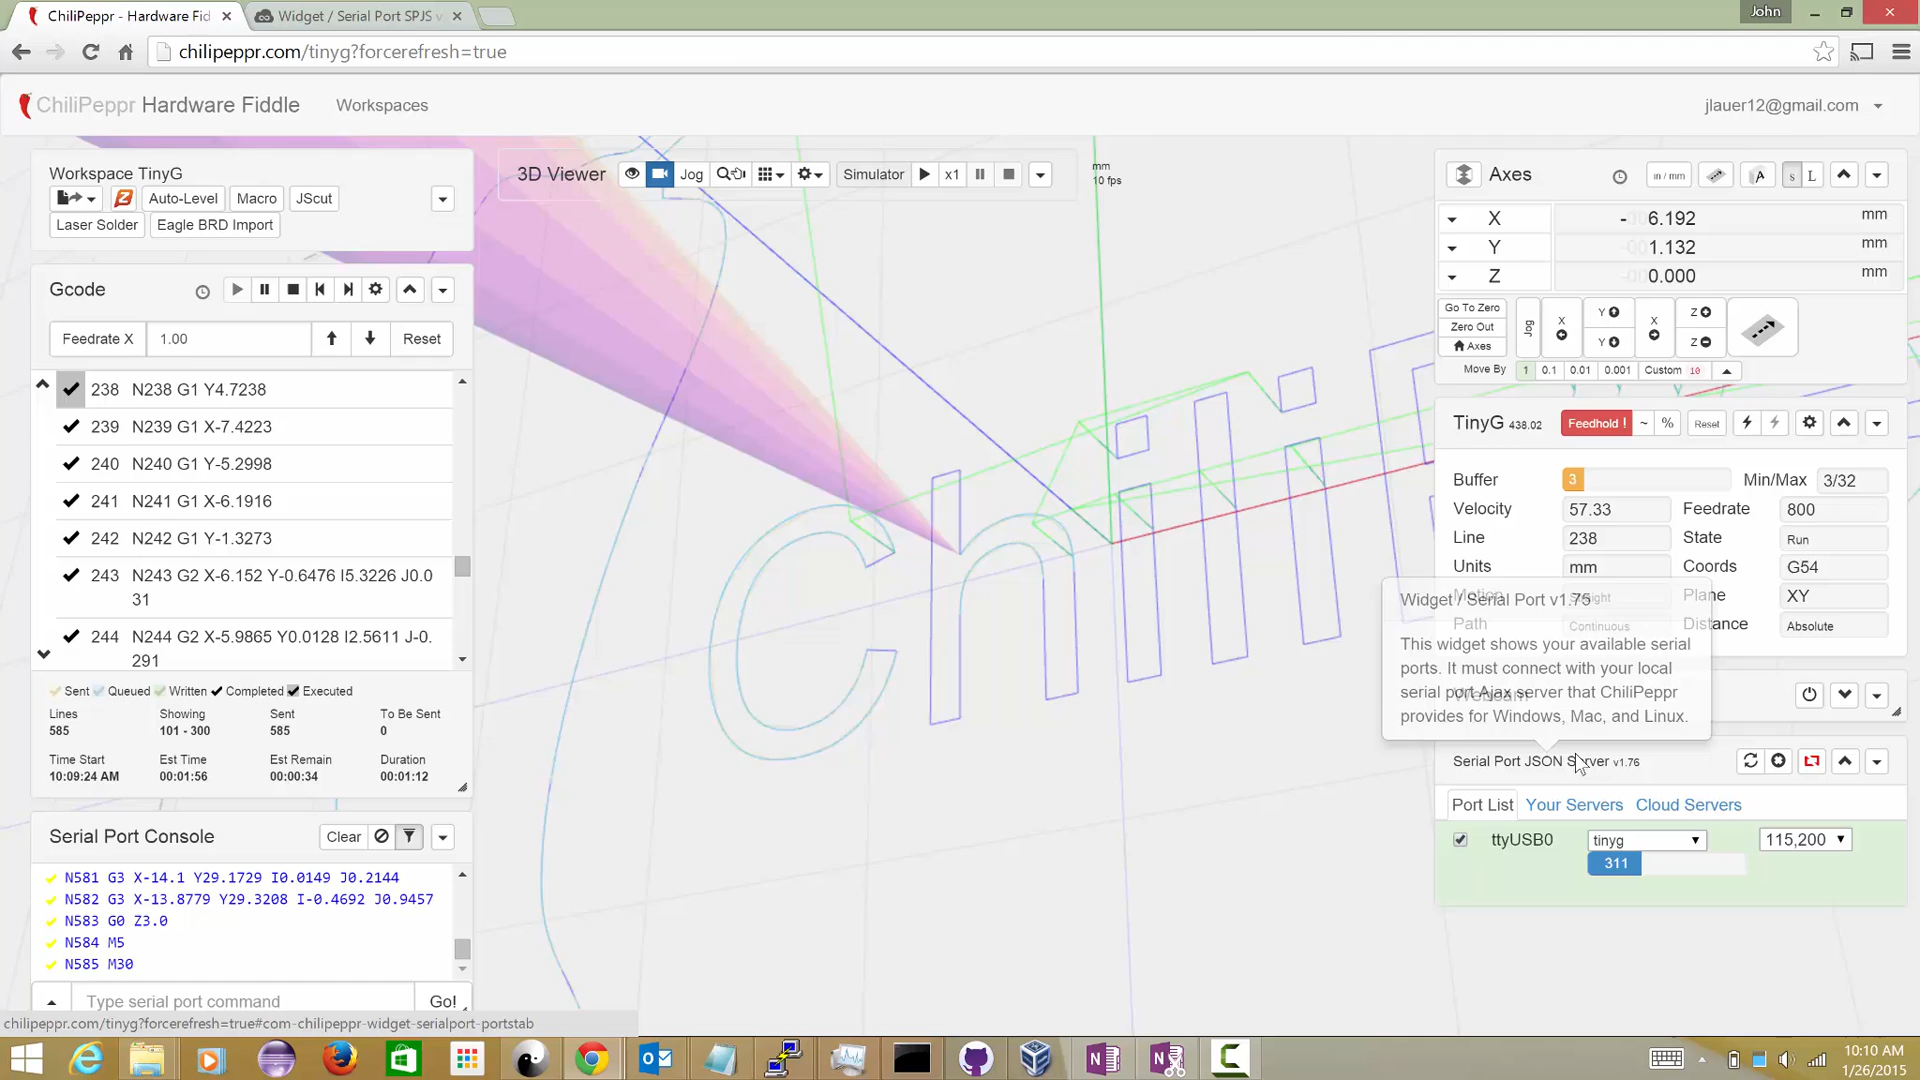 ChiliPeppr - Hardware Fid
Widget / Serial Port SPJS v
John
chilipeppr.com/tinyg?forcerefresh=true
ChiliPeppr Hardware Fiddle
Workspaces
jlauer12@gmail.com
Workspace TinyG
Auto-Level
Macro
JScut
Laser Solder
Eagle BRD Import
Gcode
Feedrate X
1.00
Reset
238 N238 G1 Y4.7238
239 N239 G1 X-7.4223
240 N240 G1 Y-5.2998
241 N241 G1 X-6.1916
242 N242 G1 Y-1.3273
243 N243 G2 X-6.152 Y-0.6476 I5.3226 J0.0
31
244 N244 G2 X-5.9865 Y0.0128 I2.5611 J-0.
291
Sent Queued Written Completed Executed
Lines Showing Sent To Be Sent
585 101 - 300 585 0
Time Start Est Time Est Remain Duration
10:09:24 AM 00:01:56 00:00:34 00:01:12
Serial Port Console
Clear
N581 G3 X-14.1 Y29.1729 I0.0149 J0.2144
N582 G3 X-13.8779 Y29.3208 I-0.4692 J0.9457
N583 G0 Z3.0
N584 M5
N585 M30
Type serial port command
Go!
chilipeppr.com/tinyg?forcerefresh=true#com-chilipeppr-widget-serialport-portstab
3D Viewer
Jog
Simulator
x1
mm
10 fps
Chili
Axes
in / mm
A
s L
X - 6.192 mm
Y 1.132 mm
Z 0.000 mm
Go To Zero
Zero Out
Axes
Jog
X
Y
Y
X
Z
Z
Move By 1 0.1 0.01 0.001 Custom 10
TinyG 438.02
Feedhold !
~
%
Reset
Buffer 3 Min/Max 3/32
Velocity 57.33 Feedrate 800
Line 238 State Run
Units mm Coords G54
Motion Straight Plane XY
Path Continuous Distance Absolute
Widget / Serial Port v1.75
This widget shows your available serial
ports. It must connect with your local
serial port Ajax server that ChiliPeppr
provides for Windows, Mac, and Linux.
Webcam
Serial Port JSON Server v1.76
Port List
Your Servers
Cloud Servers
ttyUSB0
tinyg
115,200
311
10:10 AM
1/26/2015